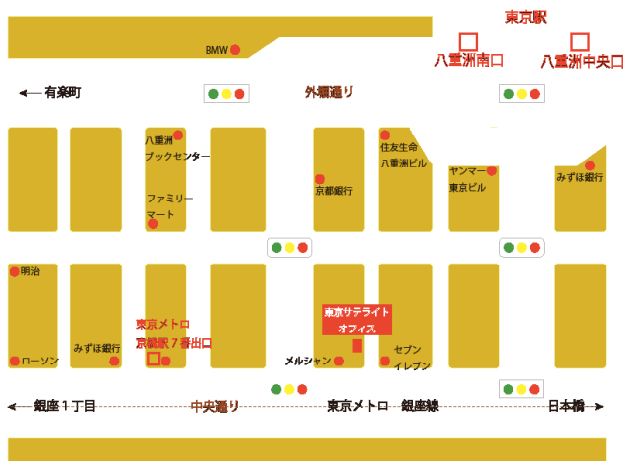 東京駅
BMW
八重洲南口
八重洲中央口
有楽町
外堀通り
八重洲
ブックセンター
住友生命
八重洲ビル
ヤンマー
東京ビル
みずほ銀行
京都銀行
ファミリー
マート
明治
東京サテライト
オフィス
東京メトロ
京橋駅7番出口
みずほ銀行
セブン
イレブン
ローソン
メルシャン
銀座1丁目
中央通り
東京メトロ 銀座線
日本橋